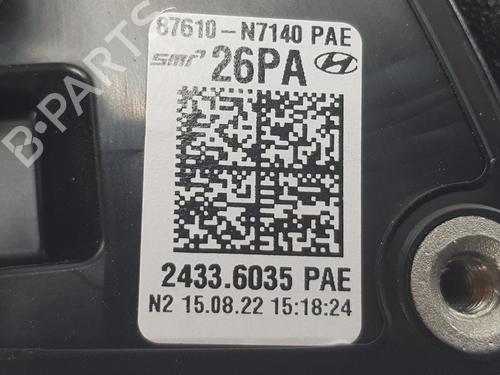 87610-N7140 PAE
smr 26PA
2433.6035 PAE
N2 15.08.22 15:18:24
B-PARTS